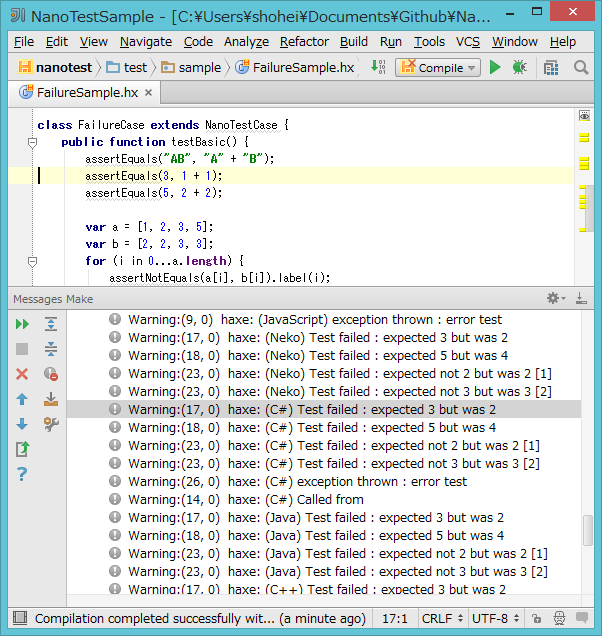 NanoTestSample - [C:¥Users¥shohei¥Documents¥Github¥Na...
File Edit View Navigate Code Analyze Refactor Build Run Tools VCS Window Help
nanotest test sample FailureSample.hx Compile
FailureSample.hx
class FailureCase extends NanoTestCase {
public function testBasic() {
assertEquals("AB", "A" + "B");
assertEquals(3, 1 + 1);
assertEquals(5, 2 + 2);
var a = [1, 2, 3, 5];
var b = [2, 2, 3, 3];
for (i in 0...a.length) {
assertNotEquals(a[i], b[i]).label(i);
Messages Make
Warning:(9, 0) haxe: (JavaScript) exception thrown : error test
Warning:(17, 0) haxe: (Neko) Test failed : expected 3 but was 2
Warning:(18, 0) haxe: (Neko) Test failed : expected 5 but was 4
Warning:(23, 0) haxe: (Neko) Test failed : expected not 2 but was 2 [1]
Warning:(23, 0) haxe: (Neko) Test failed : expected not 3 but was 3 [2]
Warning:(17, 0) haxe: (C#) Test failed : expected 3 but was 2
Warning:(18, 0) haxe: (C#) Test failed : expected 5 but was 4
Warning:(23, 0) haxe: (C#) Test failed : expected not 2 but was 2 [1]
Warning:(23, 0) haxe: (C#) Test failed : expected not 3 but was 3 [2]
Warning:(26, 0) haxe: (C#) exception thrown : error test
Warning:(14, 0) haxe: (C#) Called from
Warning:(17, 0) haxe: (Java) Test failed : expected 3 but was 2
Warning:(18, 0) haxe: (Java) Test failed : expected 5 but was 4
Warning:(23, 0) haxe: (Java) Test failed : expected not 2 but was 2 [1]
Warning:(23, 0) haxe: (Java) Test failed : expected not 3 but was 3 [2]
Warning:(17, 0) haxe: (C++) Test failed : expected 3 but was 2
Compilation completed successfully wit... (a minute ago) 17:1 CRLF UTF-8